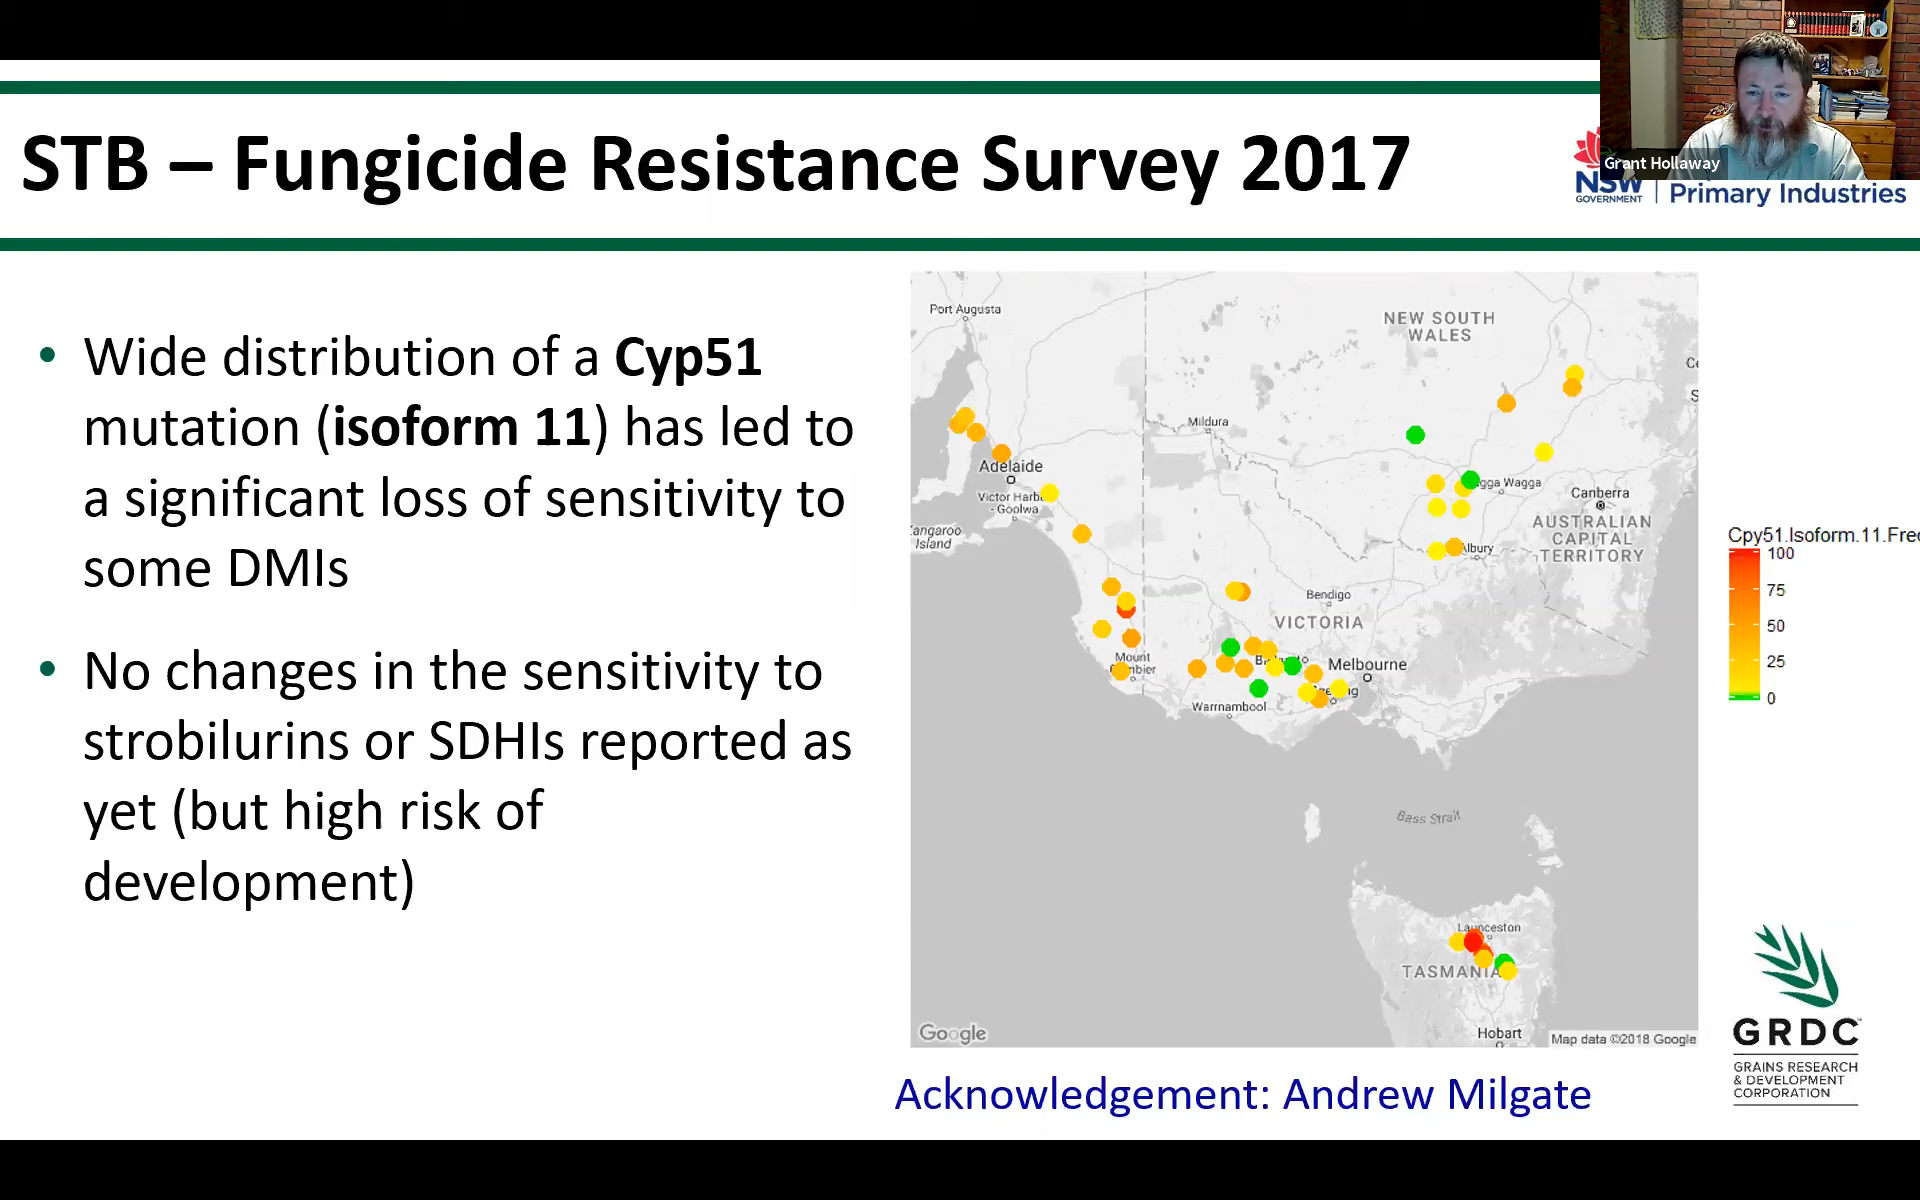 STB – Fungicide Resistance Survey 2017
Grant Hollaway
NSW
GOVERNMENT
Primary Industries
• Wide distribution of a Cyp51
mutation (isoform 11) has led to
a significant loss of sensitivity to
some DMIs
• No changes in the sensitivity to
strobilurins or SDHIs reported as
yet (but high risk of
development)
Port Augusta
NEW SOUTH
WALES
Mildura
Adelaide
Victor Harb
- Goolwa
Kangaroo
Island
gga Wagga
Canberra
AUSTRALIAN
CAPITAL
TERRITORY
Albury
Bendigo
VICTORIA
Mount
mbier
Melbourne
Warrnambool
Bass Strait
Launceston
TASMANIA
Hobart
Google
Map data ©2018 Google
Cpy51.Isoform.11.Fre
100
75
50
25
0
Acknowledgement: Andrew Milgate
GRDC
GRAINS RESEARCH
& DEVELOPMENT
CORPORATION